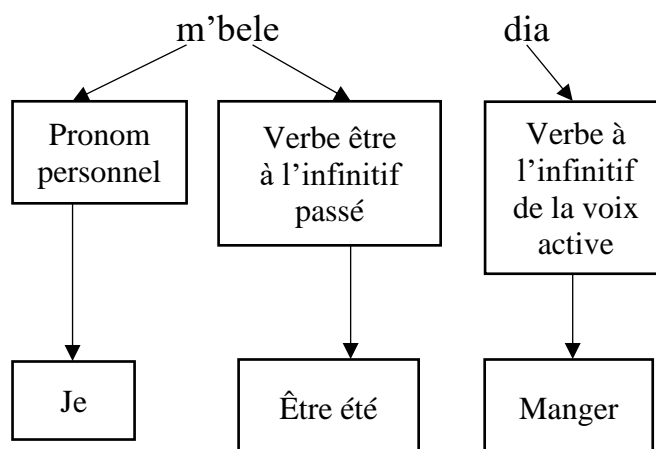 m’bele dia
Pronom
personnel
Verbe être
à l’infinitif
passé
Verbe à
l’infinitif
de la voix
active
Je
Être été
Manger